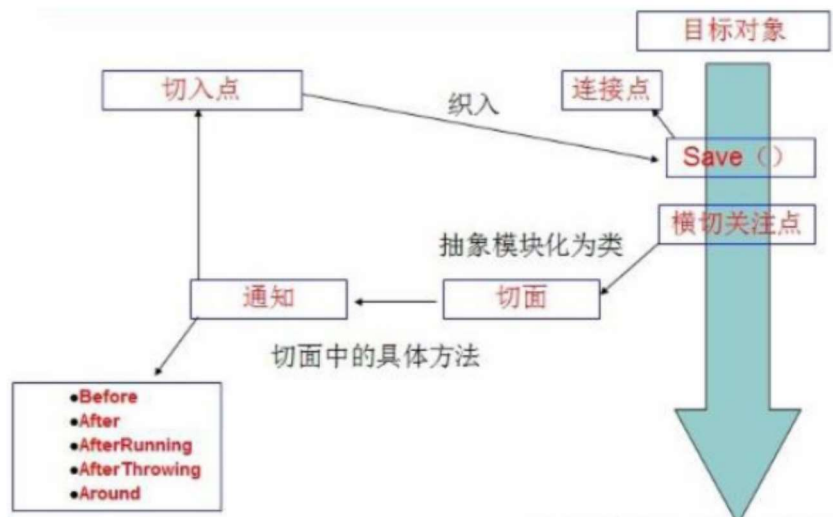 目标对象
切入点
织入
连接点
Save（）
横切关注点
抽象模块化为类
通知
切面
切面中的具体方法
●Before
●After
●AfterRunning
●AfterThrowing
●Around